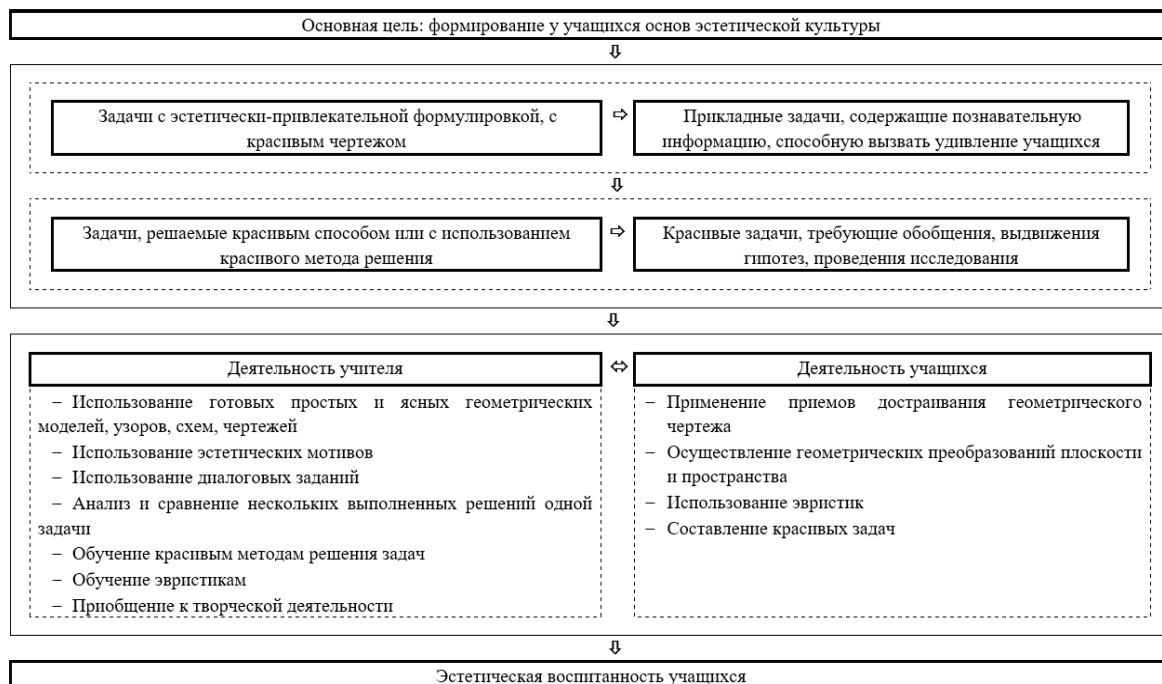 Основная цель: формирование у учащихся основ эстетической культуры
Задачи с эстетически-привлекательной формулировкой, с
красивым чертежом
Прикладные задачи, содержащие познавательную
информацию, способную вызвать удивление учащихся
Задачи, решаемые красивым способом или с использованием
красивого метода решения
Красивые задачи, требующие обобщения, выдвижения
гипотез, проведения исследования
Деятельность учителя
– Использование готовых простых и ясных геометрических
моделей, узоров, схем, чертежей
– Использование эстетических мотивов
– Использование диалоговых заданий
– Анализ и сравнение нескольких выполненных решений одной
задачи
– Обучение красивым методам решения задач
– Обучение эвристикам
– Приобщение к творческой деятельности
Деятельность учащихся
– Применение приемов достраивания геометрического
чертежа
– Осуществление геометрических преобразований плоскости
и пространства
– Использование эвристик
– Составление красивых задач
Эстетическая воспитанность учащихся